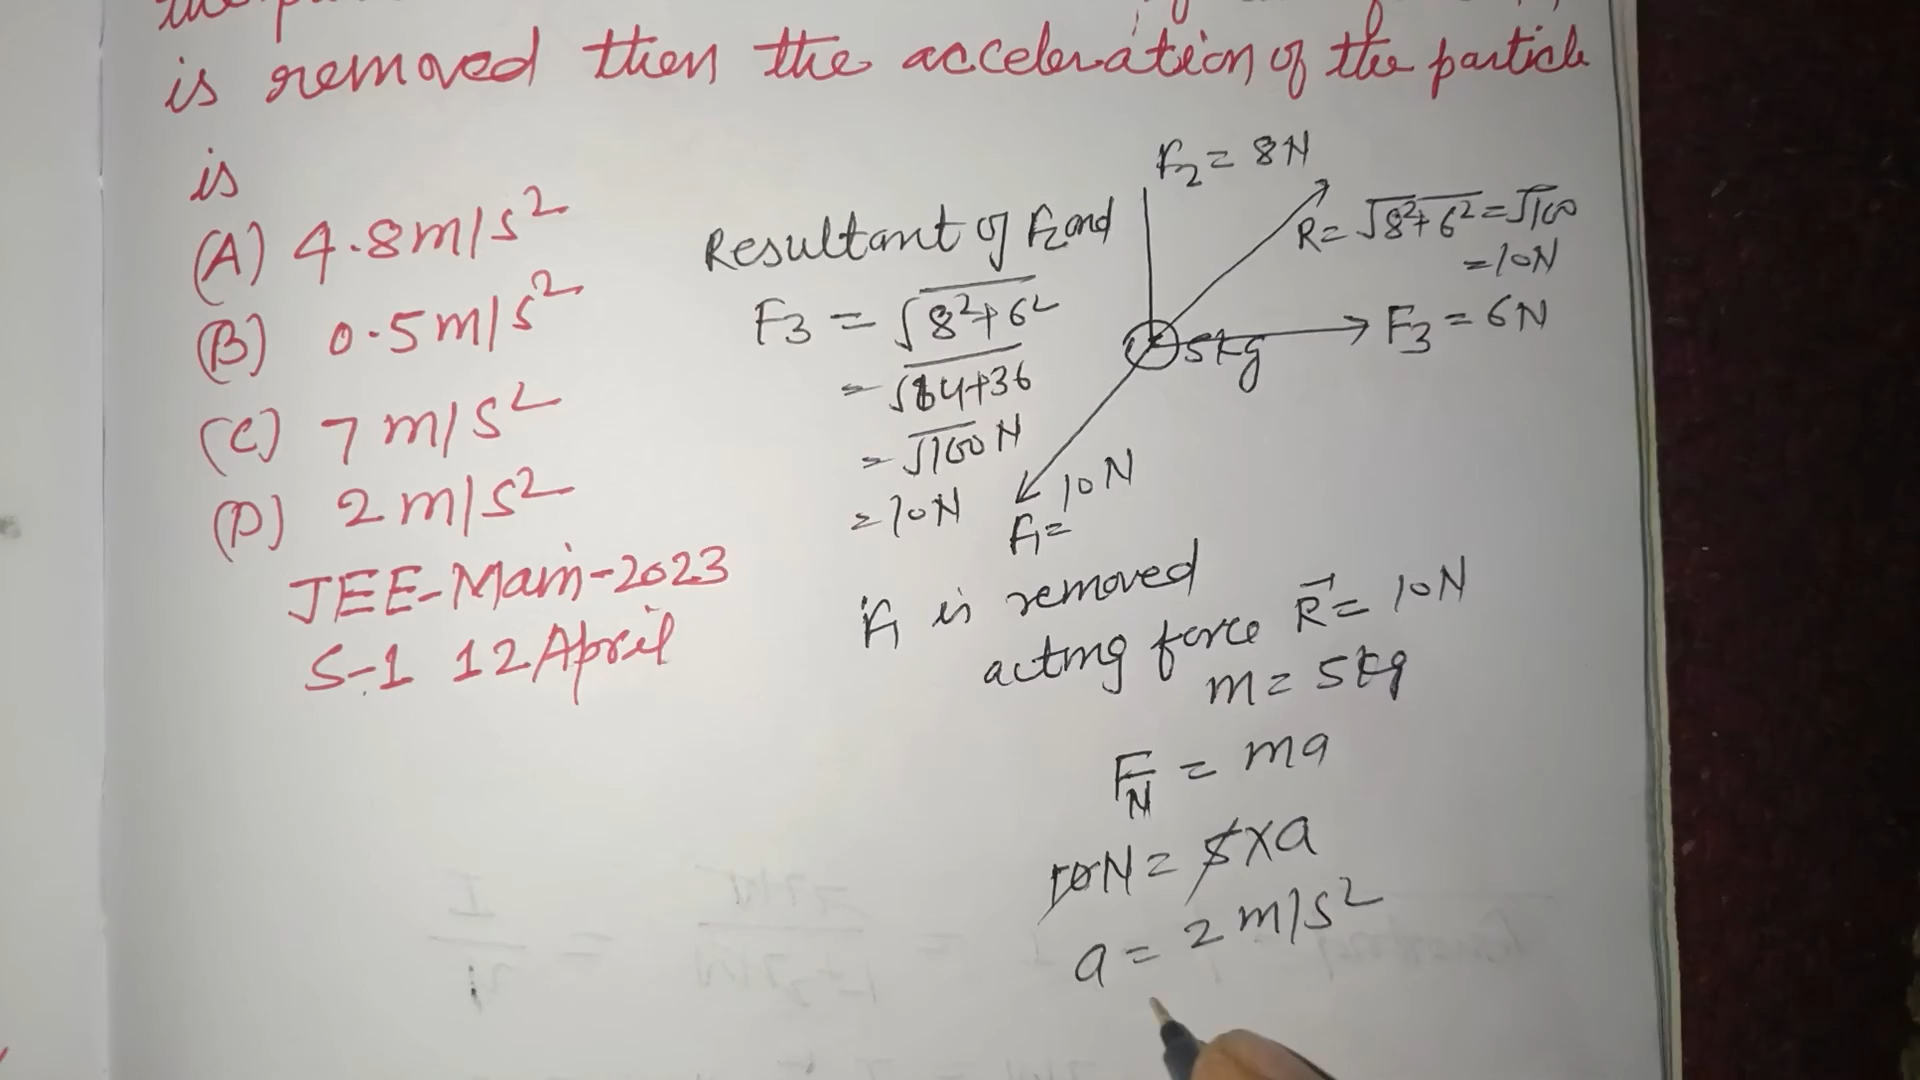 is removed then the acceleration of the particle
is
(A) 4.8m/s²
(B) 0.5m/s²
(C) 7 m/s²
(D) 2 m/s²
JEE-Main-2023
S-1 12 April
Resultant of F₂ and
F₃ = √8²+6²
= √64+36
= √100 N
= 10N
F₂ = 8N
R = √8²+6² = √100
= 10N
F₃ = 6N
5kg
10N
F₁ =
F₁ is removed
acting force R⃗ = 10N
m = 5kg
F_N = ma
10N = 5×a
a = 2 m/s²